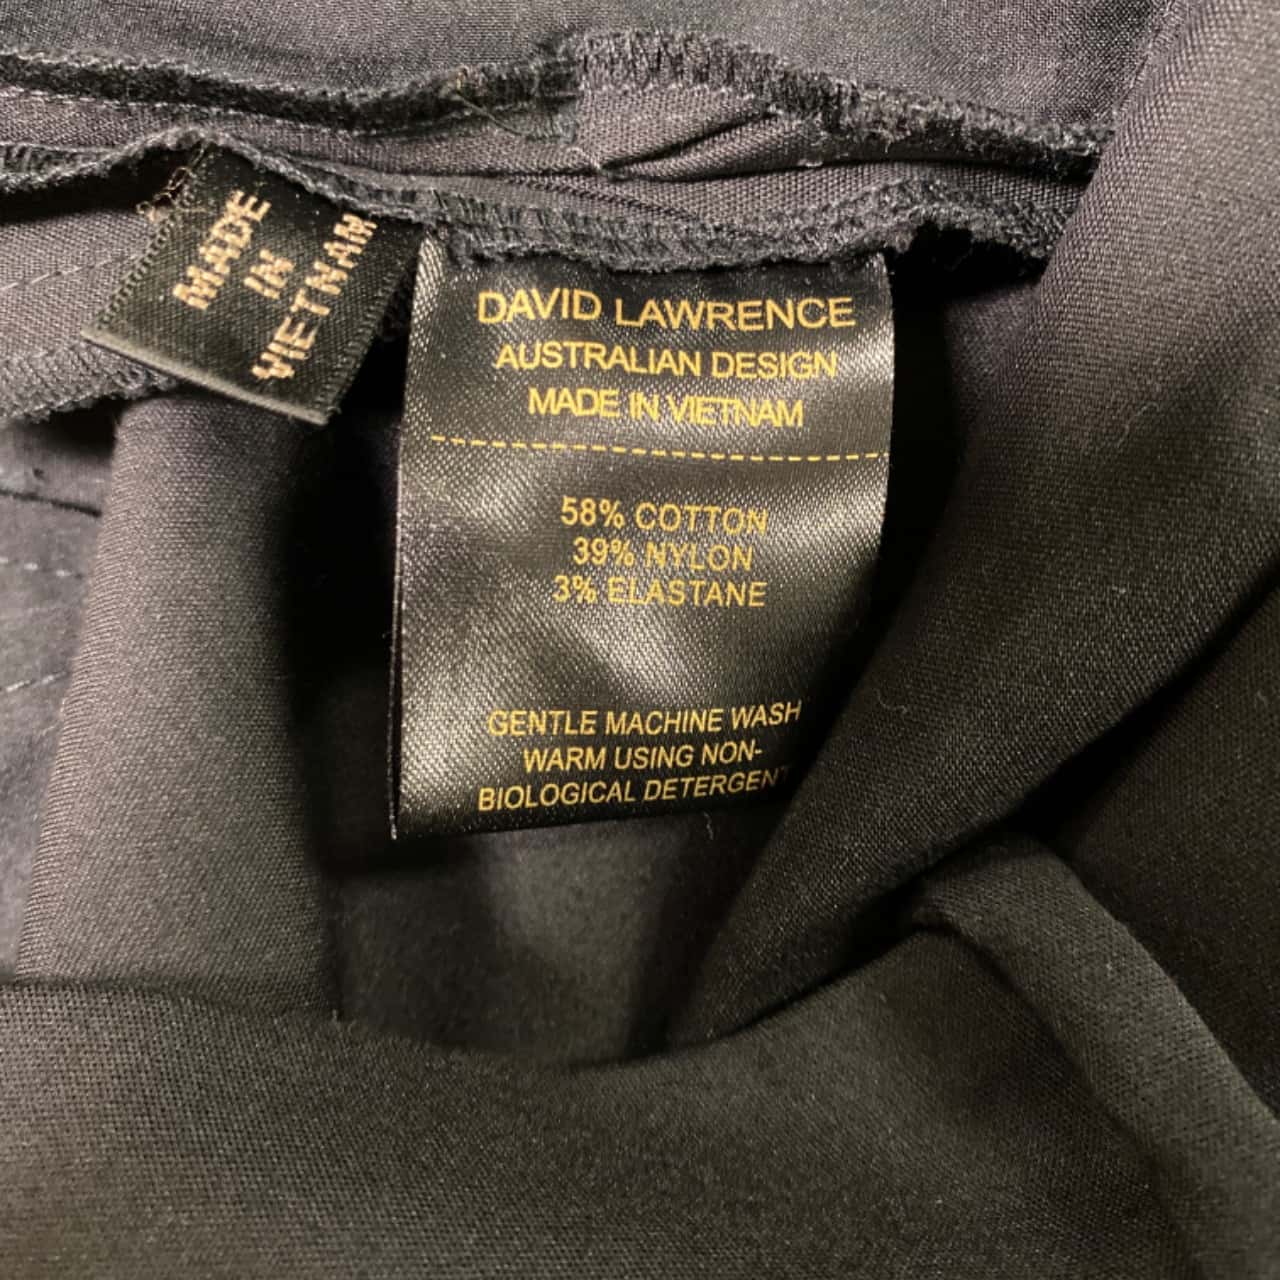 MADE
IN
VIETNAM
DAVID LAWRENCE
AUSTRALIAN DESIGN
MADE IN VIETNAM
58% COTTON
39% NYLON
3% ELASTANE
GENTLE MACHINE WASH
WARM USING NON-
BIOLOGICAL DETERGENT